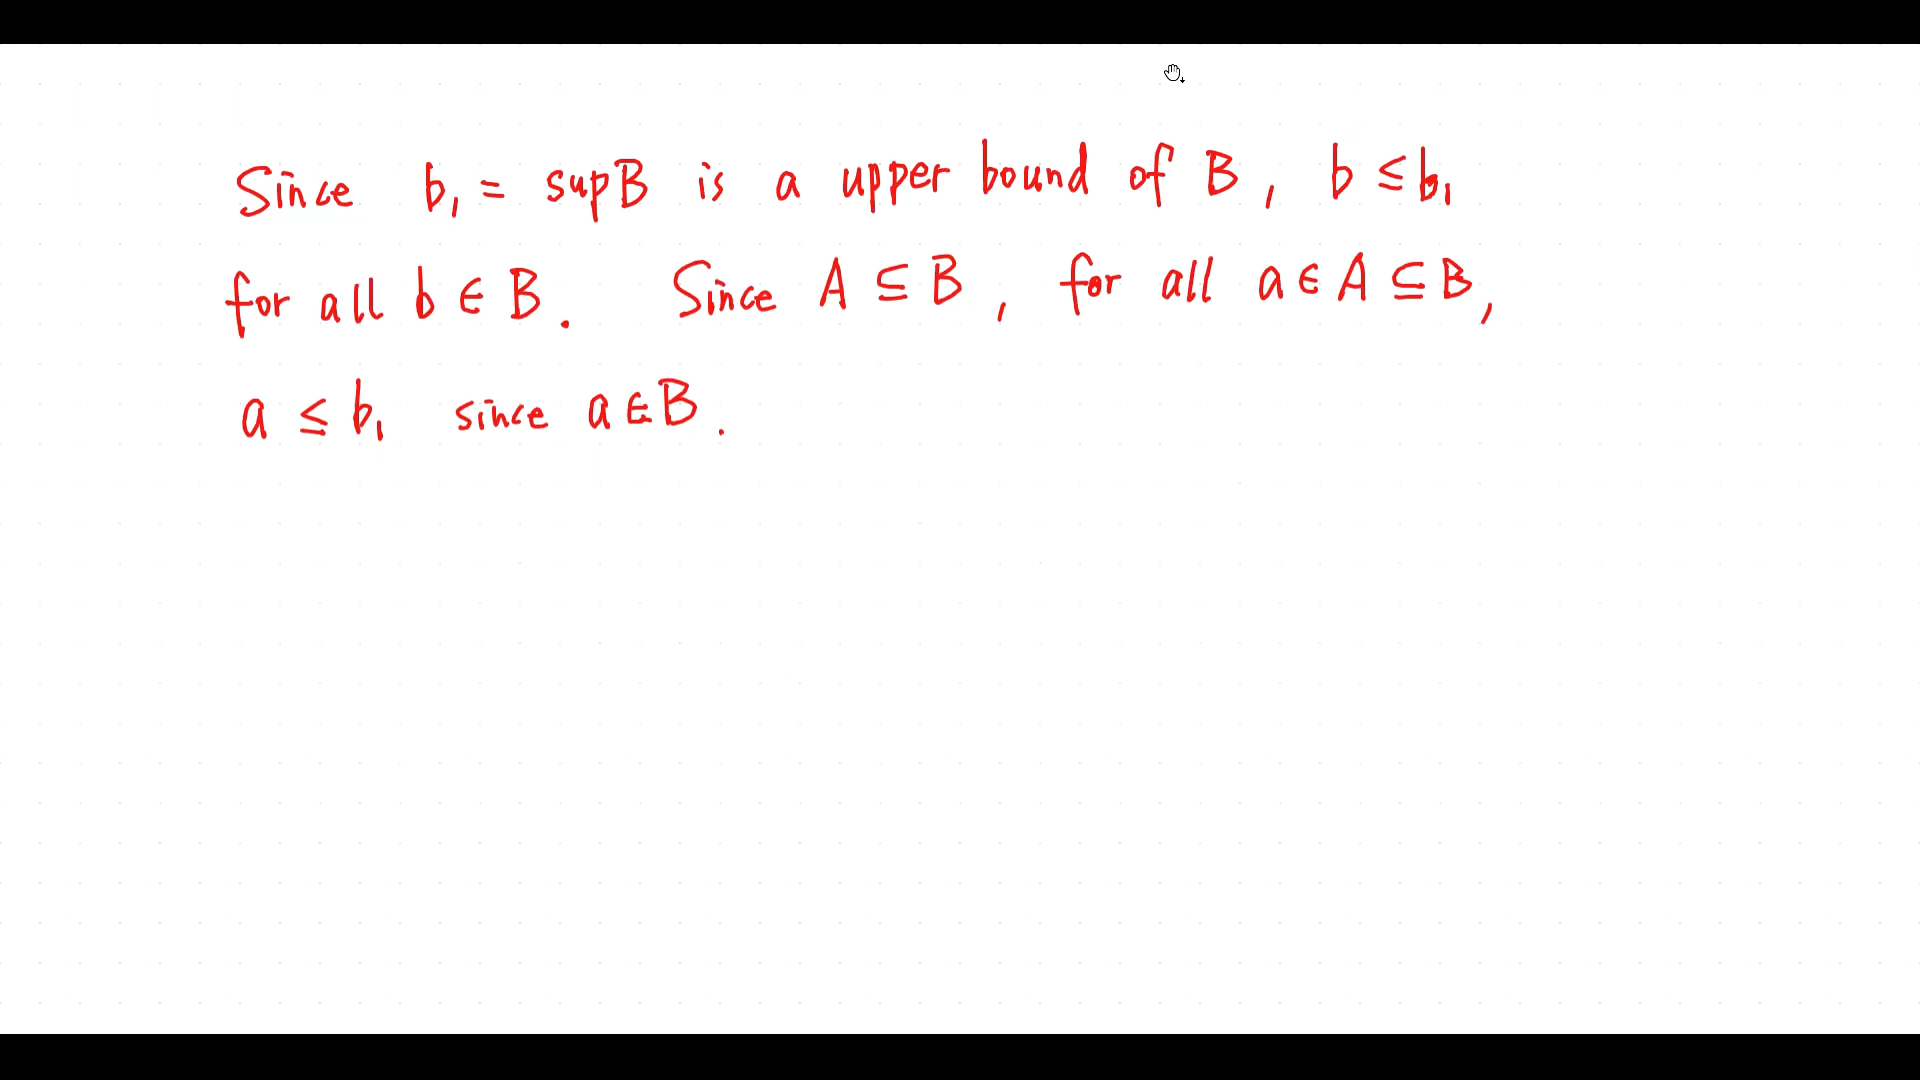 Since b₁ = supB is a upper bound of B, b ≤ b₁
for all b ∈ B. Since A ⊆ B, for all a ∈ A ⊆ B,
a ≤ b₁ since a ∈ B.